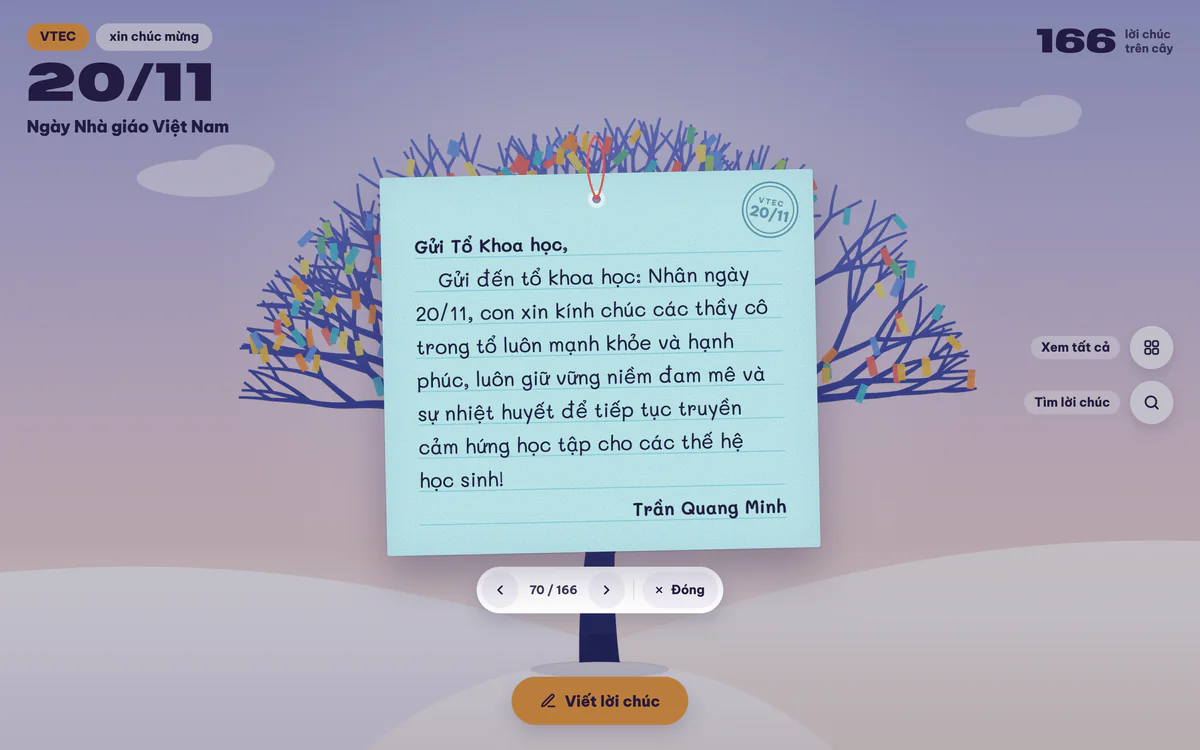 VTEC
xin chúc mừng
20/11
Ngày Nhà giáo Việt Nam
166
lời chúc
trên cây
VTEC
20/11
Gửi Tổ Khoa học,
Gửi đến tổ khoa học: Nhân ngày
20/11, con xin kính chúc các thầy cô
trong tổ luôn mạnh khỏe và hạnh
phúc, luôn giữ vững niềm đam mê và
sự nhiệt huyết để tiếp tục truyền
cảm hứng học tập cho các thế hệ
học sinh!
Trần Quang Minh
Xem tất cả
Tìm lời chúc
70 / 166
× Đóng
Viết lời chúc